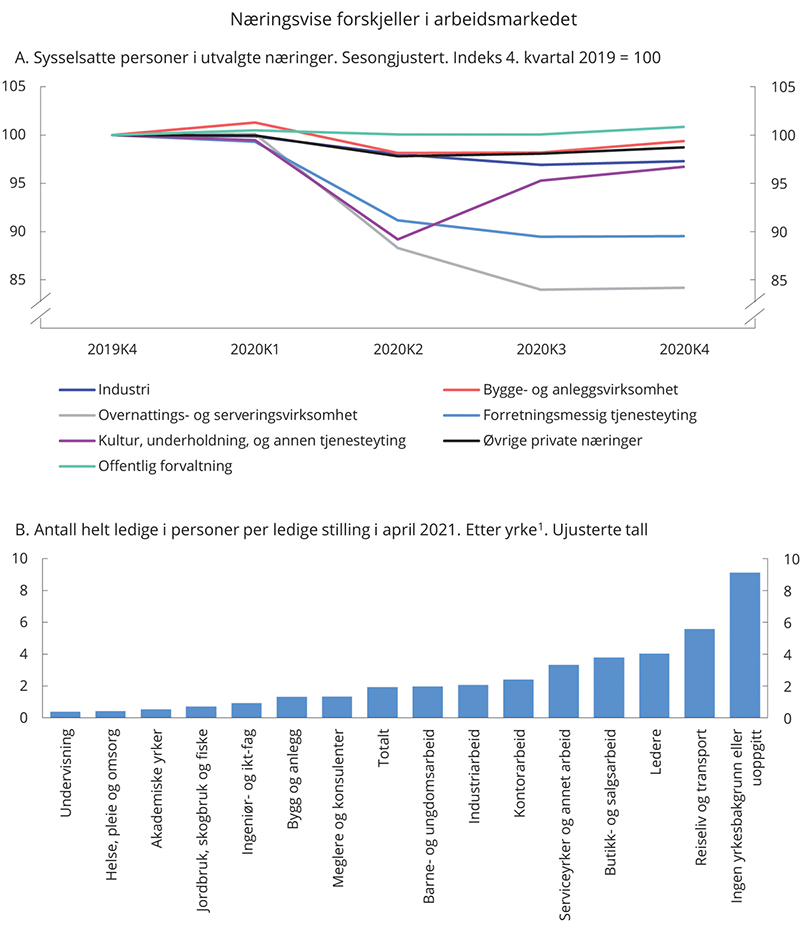 Næringsvise forskjeller i arbeidsmarkedet
A. Sysselsatte personer i utvalgte næringer. Sesongjustert. Indeks 4. kvartal 2019 = 100
105 105
100 100
95 95
90 90
85 85
2019K4 2020K1 2020K2 2020K3 2020K4
Industri Bygge- og anleggsvirksomhet
Overnattings- og serveringsvirksomhet Forretningsmessig tjenesteyting
Kultur, underholdning, og annen tjenesteyting Øvrige private næringer
Offentlig forvaltning
B. Antall helt ledige i personer per ledige stilling i april 2021. Etter yrke¹. Ujusterte tall
10 10
8 8
6 6
4 4
2 2
0 0
Undervisning
Helse, pleie og omsorg
Akademiske yrker
Jordbruk, skogbruk og fiske
Ingeniør- og ikt-fag
Bygg og anlegg
Meglere og konsulenter
Totalt
Barne- og ungdomsarbeid
Industriarbeid
Kontorarbeid
Serviceyrker og annet arbeid
Butikk- og salgsarbeid
Ledere
Reiseliv og transport
Ingen yrkesbakgrunn eller
uoppgitt